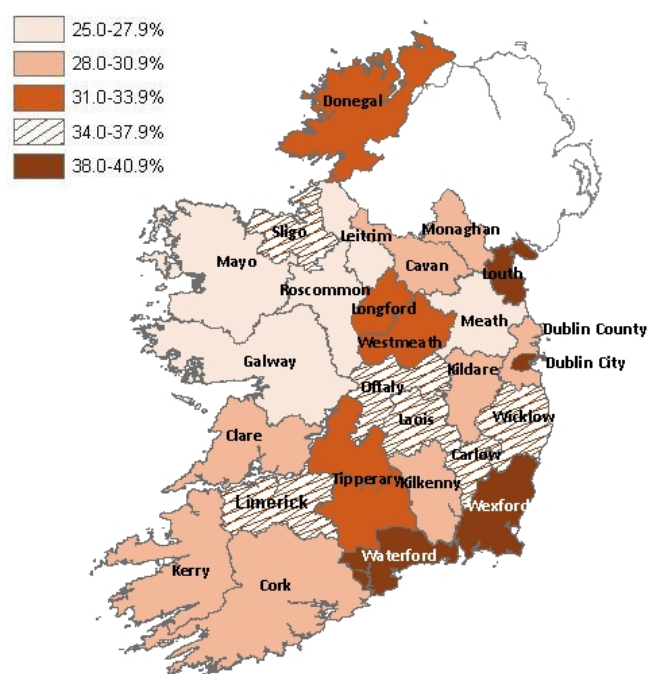 25.0-27.9%
28.0-30.9%
31.0-33.9%
34.0-37.9%
38.0-40.9%
Donegal
Sligo
Leitrim
Monaghan
Mayo
Cavan
Louth
Roscommon
Longford
Meath
Dublin County
Westmeath
Galway
Kildare
Dublin City
Offaly
Laois
Wicklow
Clare
Carlow
Tipperary
Kilkenny
Limerick
Wexford
Waterford
Kerry
Cork